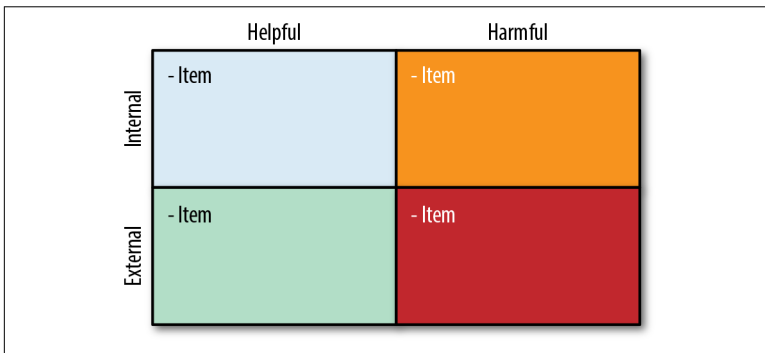 Helpful Harmful
Internal
- Item - Item
External
- Item - Item